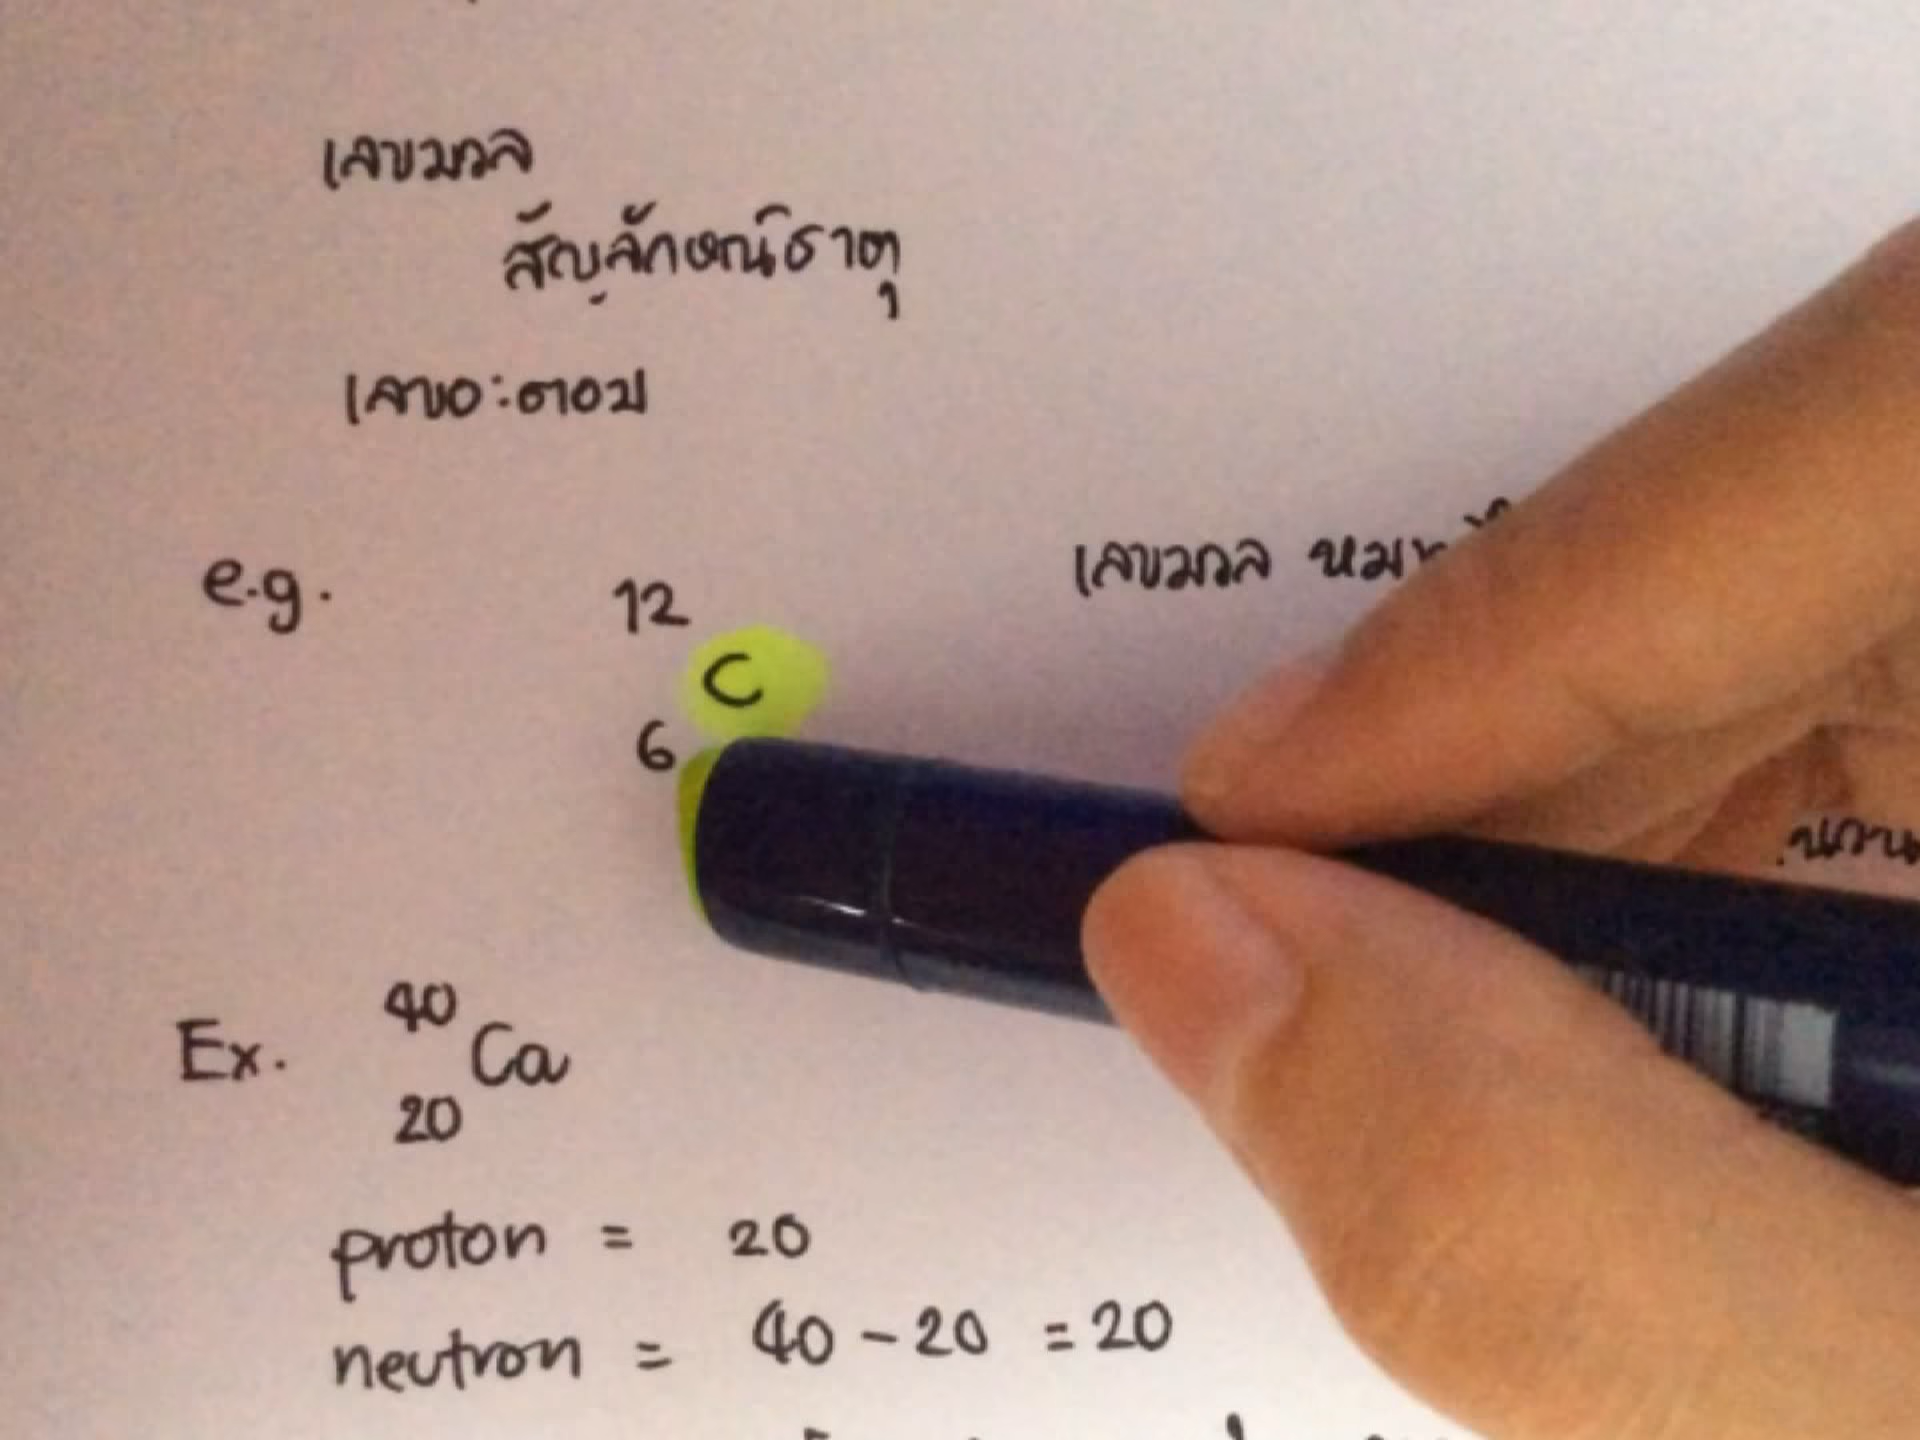 เลขมวล
สัญลักษณ์ธาตุ
เลขอะตอม
e.g.
12
เลขมวล
C
6
40
Ex. Ca
20
proton = 20
neutron = 40 - 20 = 20